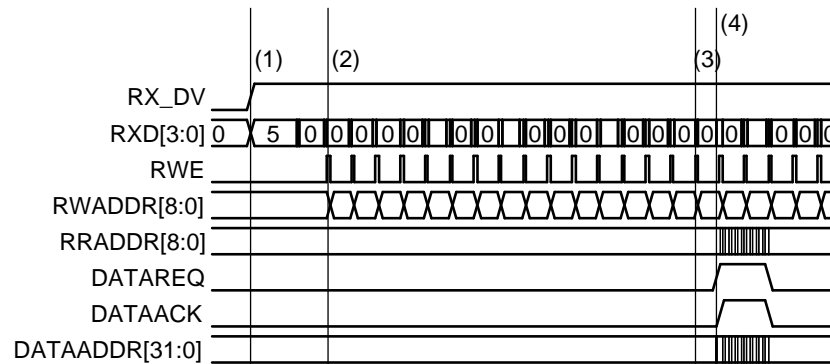 (4)
(1) (2) (3)
RX_DV
RXD[3:0] 0 5 0 0 0 0 0 0 0 0 0 0 0 0 0 0 0 0 0 0
RWE
RWADDR[8:0]
RRADDR[8:0]
DATAREQ
DATAACK
DATAADDR[31:0]